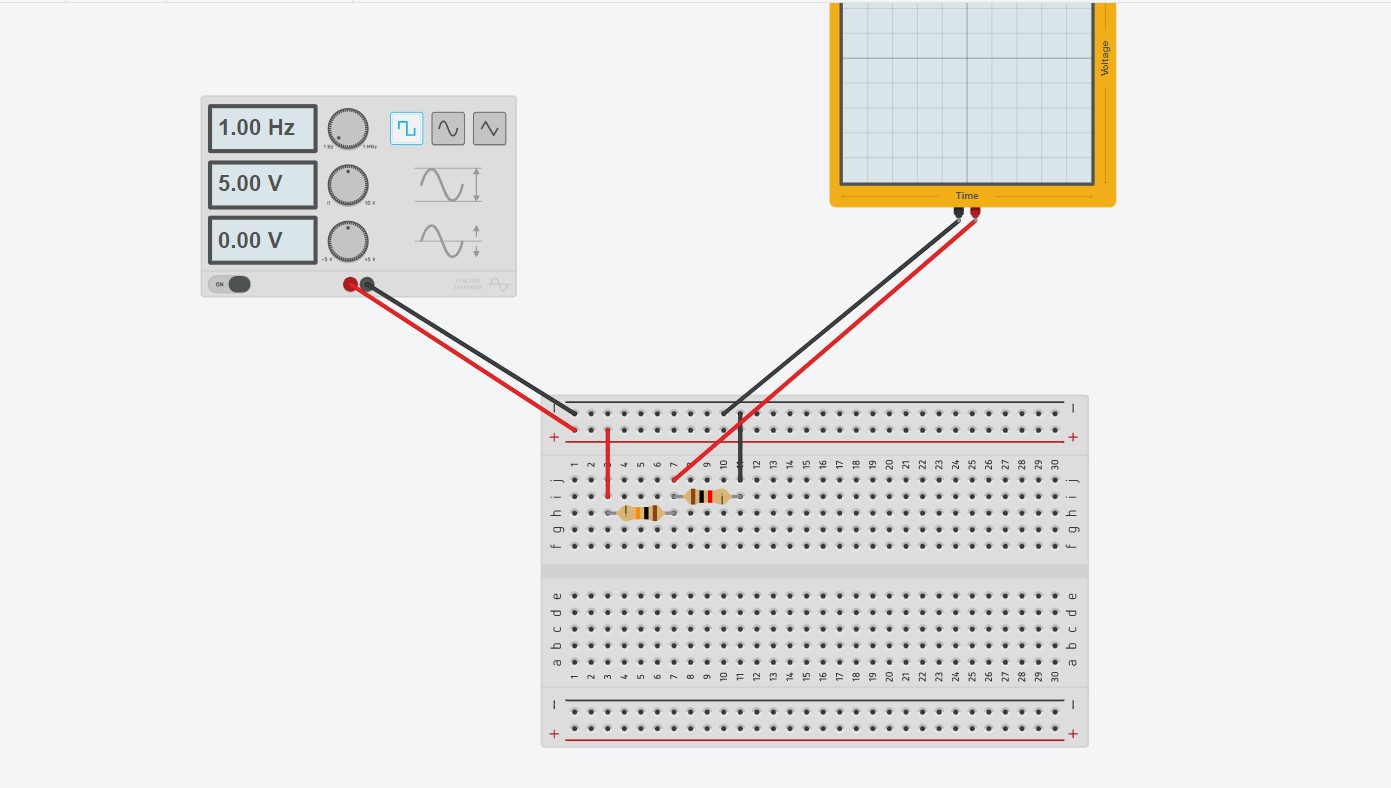 Voltage
Time
1.00 Hz
1 Hz 1 MHz
5.00 V
10 V
0.00 V
-5 V +5 V
ON
FUNCTION
GENERATOR
+ +
1 2 3 4 5 6 7 8 9 10 11 12 13 14 15 16 17 18 19 20 21 22 23 24 25 26 27 28 29 30
j j
i i
h h
g g
f f
e e
d d
c c
b b
a a
1 2 3 4 5 6 7 8 9 10 11 12 13 14 15 16 17 18 19 20 21 22 23 24 25 26 27 28 29 30
+ +